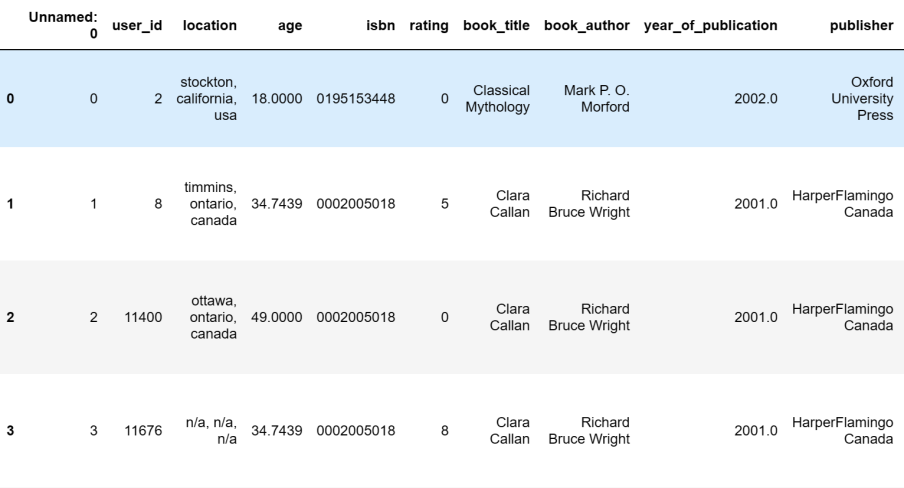 Unnamed: 0 user_id location age isbn rating book_title book_author year_of_publication publisher
0 0 2 stockton, california, usa 18.0000 0195153448 0 Classical Mythology Mark P. O. Morford 2002.0 Oxford University Press
1 1 8 timmins, ontario, canada 34.7439 0002005018 5 Clara Callan Richard Bruce Wright 2001.0 HarperFlamingo Canada
2 2 11400 ottawa, ontario, canada 49.0000 0002005018 0 Clara Callan Richard Bruce Wright 2001.0 HarperFlamingo Canada
3 3 11676 n/a, n/a, n/a 34.7439 0002005018 8 Clara Callan Richard Bruce Wright 2001.0 HarperFlamingo Canada